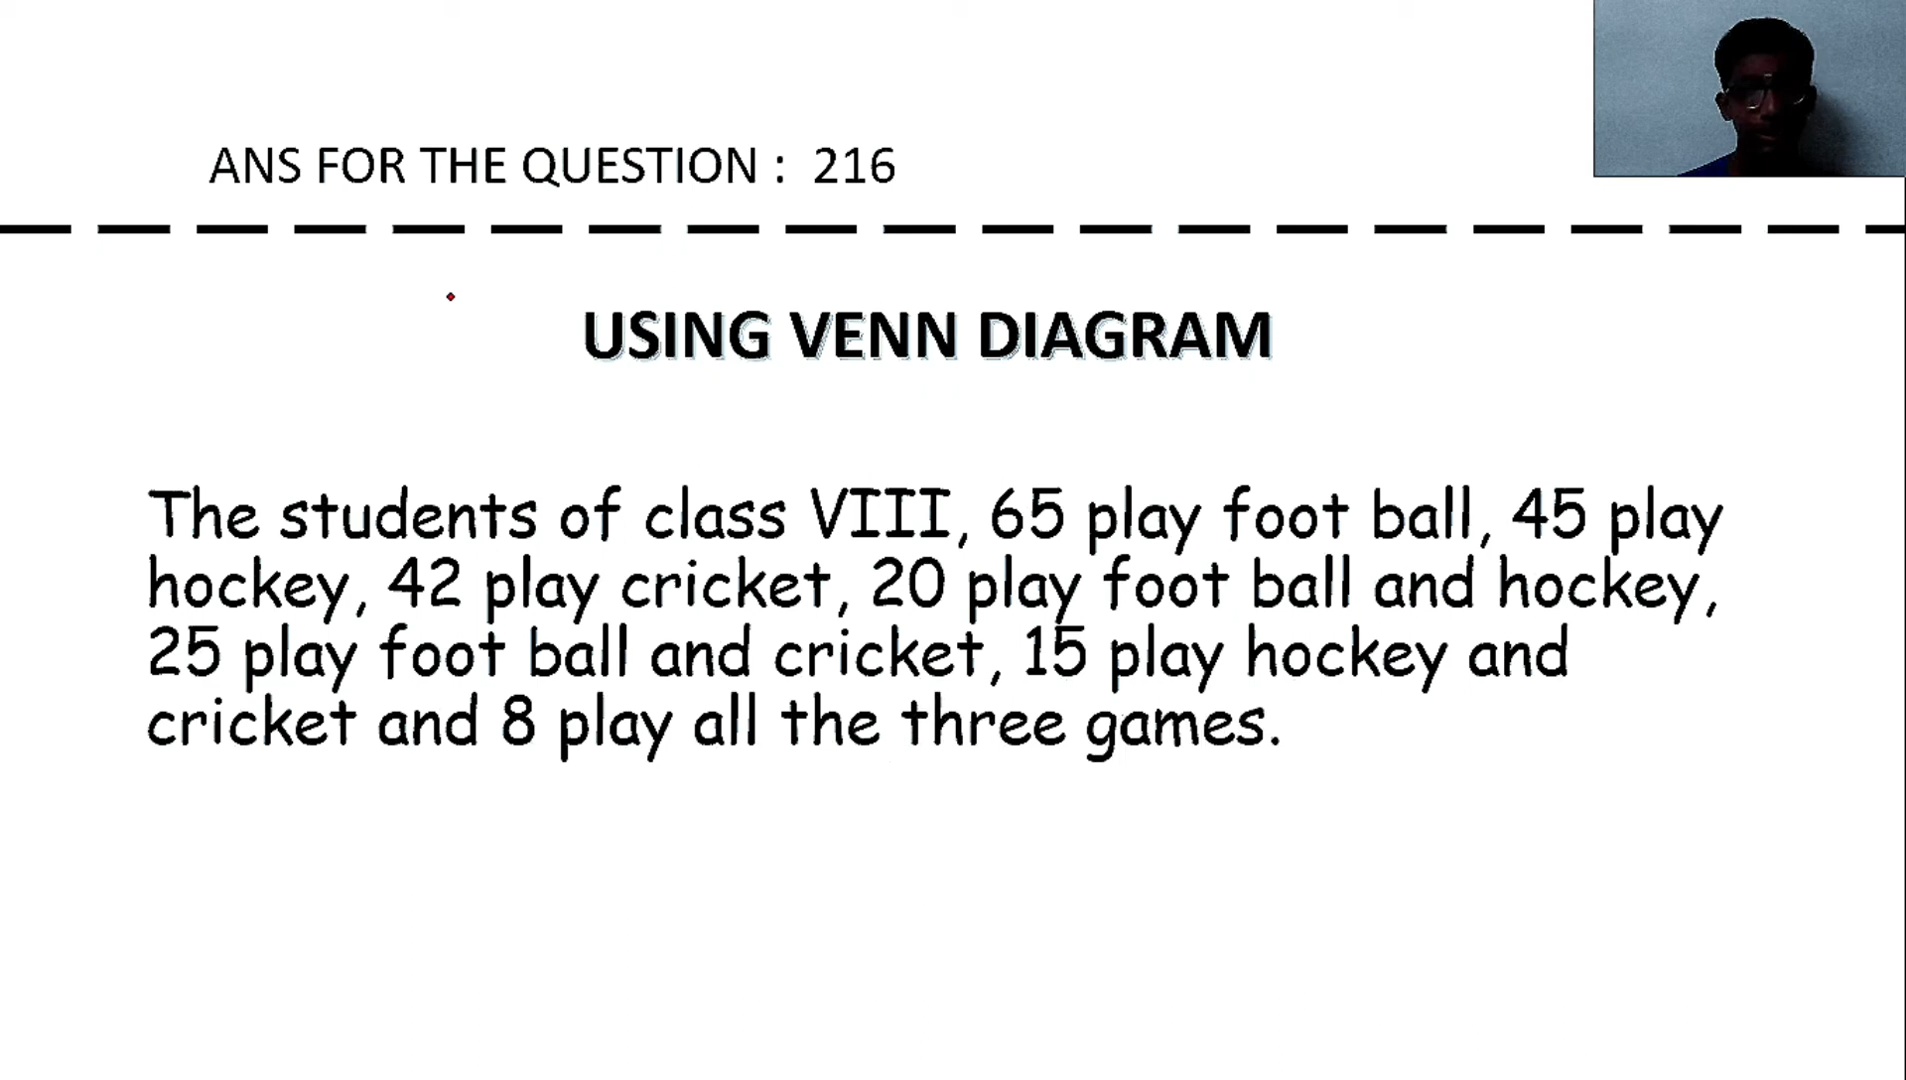 ANS FOR THE QUESTION : 216
USING VENN DIAGRAM
The students of class VIII, 65 play foot ball, 45 play
hockey, 42 play cricket, 20 play foot ball and hockey,
25 play foot ball and cricket, 15 play hockey and
cricket and 8 play all the three games.